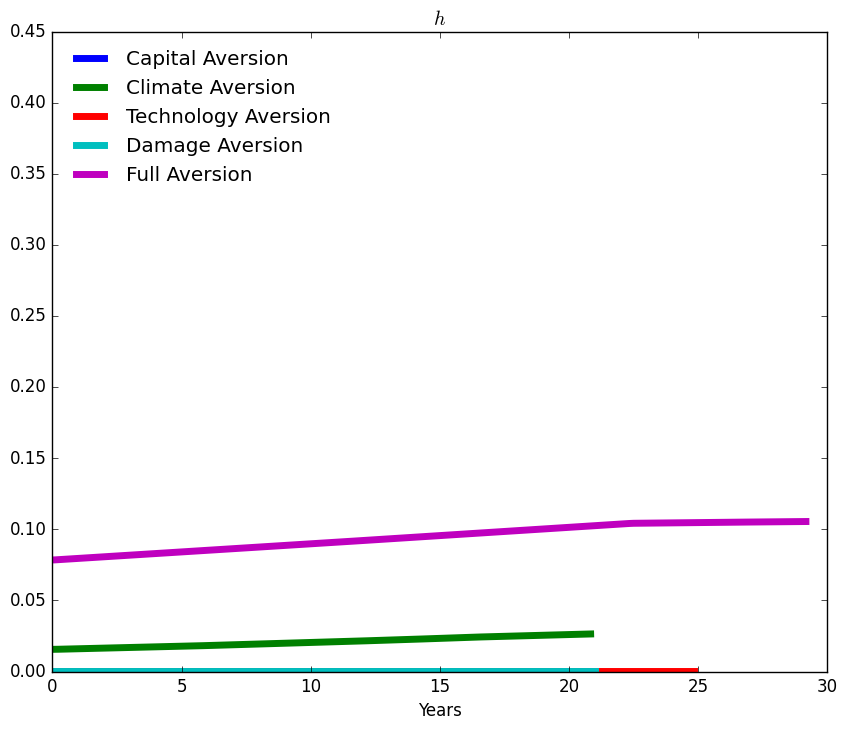 h
0.45
0.40
0.35
0.30
0.25
0.20
0.15
0.10
0.05
0.00
Capital Aversion
Climate Aversion
Technology Aversion
Damage Aversion
Full Aversion
0 5 10 15 20 25 30
Years